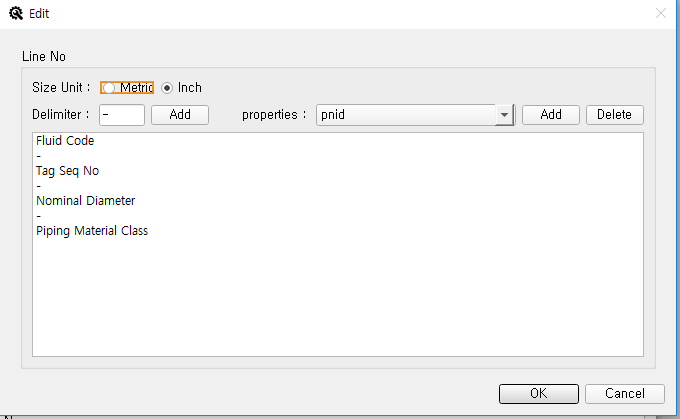 Edit
Line No
Size Unit : Metric Inch
Delimiter : - Add properties : pnid Add Delete
Fluid Code
-
Tag Seq No
-
Nominal Diameter
-
Piping Material Class
OK Cancel